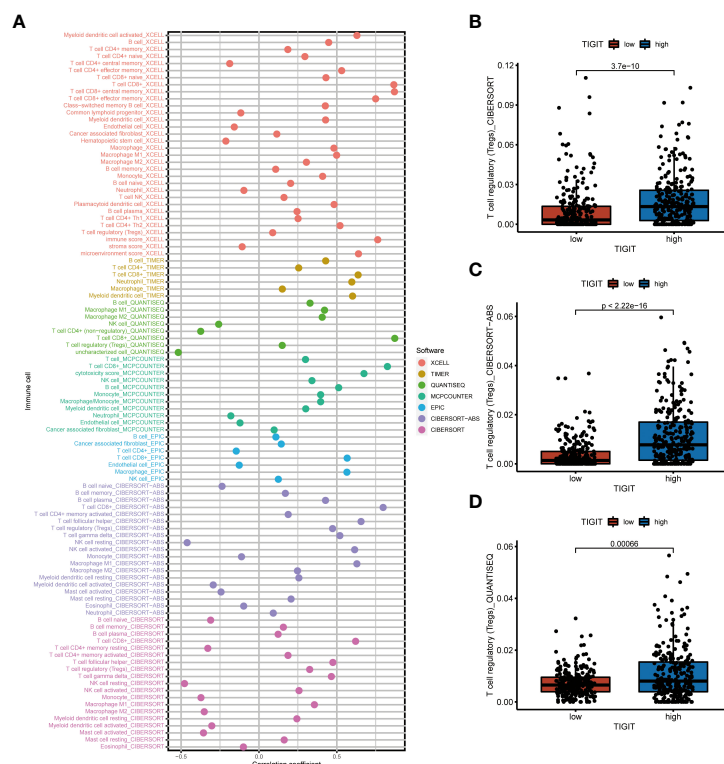 A
Myeloid dendritic cell activated_XCELL
B cell_XCELL
T cell CD4+ memory_XCELL
T cell CD4+ naive_XCELL
T cell CD4+ central memory_XCELL
T cell CD4+ effector memory_XCELL
T cell CD8+ naive_XCELL
T cell CD8+_XCELL
T cell CD8+ central memory_XCELL
T cell CD8+ effector memory_XCELL
Class-switched memory B cell_XCELL
Common lymphoid progenitor_XCELL
Myeloid dendritic cell_XCELL
Endothelial cell_XCELL
Cancer associated fibroblast_XCELL
Hematopoietic stem cell_XCELL
Macrophage_XCELL
Macrophage M1_XCELL
Macrophage M2_XCELL
B cell memory_XCELL
Monocyte_XCELL
B cell naive_XCELL
Neutrophil_XCELL
T cell NK_XCELL
Plasmacytoid dendritic cell_XCELL
B cell plasma_XCELL
T cell CD4+ Th1_XCELL
T cell CD4+ Th2_XCELL
T cell regulatory (Tregs)_XCELL
immune score_XCELL
stroma score_XCELL
microenvironment score_XCELL
B cell_TIMER
T cell CD4+_TIMER
T cell CD8+_TIMER
Neutrophil_TIMER
Macrophage_TIMER
Myeloid dendritic cell_TIMER
B cell_QUANTISEQ
Macrophage M1_QUANTISEQ
Macrophage M2_QUANTISEQ
NK cell_QUANTISEQ
T cell CD4+ (non-regulatory)_QUANTISEQ
T cell CD8+_QUANTISEQ
T cell regulatory (Tregs)_QUANTISEQ
uncharacterized cell_QUANTISEQ
T cell_MCPCOUNTER
T cell CD8+_MCPCOUNTER
cytotoxicity score_MCPCOUNTER
NK cell_MCPCOUNTER
B cell_MCPCOUNTER
Monocyte_MCPCOUNTER
Macrophage/Monocyte_MCPCOUNTER
Myeloid dendritic cell_MCPCOUNTER
Neutrophil_MCPCOUNTER
Endothelial cell_MCPCOUNTER
Cancer associated fibroblast_MCPCOUNTER
B cell_EPIC
Cancer associated fibroblast_EPIC
T cell CD4+_EPIC
T cell CD8+_EPIC
Endothelial cell_EPIC
Macrophage_EPIC
NK cell_EPIC
B cell naive_CIBERSORT-ABS
B cell memory_CIBERSORT-ABS
B cell plasma_CIBERSORT-ABS
T cell CD8+_CIBERSORT-ABS
T cell CD4+ memory activated_CIBERSORT-ABS
T cell follicular helper_CIBERSORT-ABS
T cell regulatory (Tregs)_CIBERSORT-ABS
T cell gamma delta_CIBERSORT-ABS
NK cell resting_CIBERSORT-ABS
NK cell activated_CIBERSORT-ABS
Monocyte_CIBERSORT-ABS
Macrophage M1_CIBERSORT-ABS
Macrophage M2_CIBERSORT-ABS
Myeloid dendritic cell resting_CIBERSORT-ABS
Myeloid dendritic cell activated_CIBERSORT-ABS
Mast cell activated_CIBERSORT-ABS
Mast cell resting_CIBERSORT-ABS
Eosinophil_CIBERSORT-ABS
Neutrophil_CIBERSORT-ABS
B cell naive_CIBERSORT
B cell memory_CIBERSORT
B cell plasma_CIBERSORT
T cell CD8+_CIBERSORT
T cell CD4+ memory resting_CIBERSORT
T cell CD4+ memory activated_CIBERSORT
T cell follicular helper_CIBERSORT
T cell regulatory (Tregs)_CIBERSORT
T cell gamma delta_CIBERSORT
NK cell resting_CIBERSORT
NK cell activated_CIBERSORT
Monocyte_CIBERSORT
Macrophage M1_CIBERSORT
Macrophage M2_CIBERSORT
Myeloid dendritic cell resting_CIBERSORT
Myeloid dendritic cell activated_CIBERSORT
Mast cell activated_CIBERSORT
Mast cell resting_CIBERSORT
Eosinophil_CIBERSORT
Immune cell
-0.5 0.0 0.5
Correlation coefficient
Software
XCELL
TIMER
QUANTISEQ
MCPCOUNTER
EPIC
CIBERSORT-ABS
CIBERSORT
B
TIGIT low high
3.7e-10
T cell regulatory (Tregs)_CIBERSORT
0.12
0.09
0.06
0.03
0.00
low high
TIGIT
C
TIGIT low high
p < 2.22e-16
T cell regulatory (Tregs)_CIBERSORT-ABS
0.06
0.04
0.02
0.00
low high
TIGIT
D
TIGIT low high
0.00066
T cell regulatory (Tregs)_QUANTISEQ
0.06
0.04
0.02
0.00
low high
TIGIT